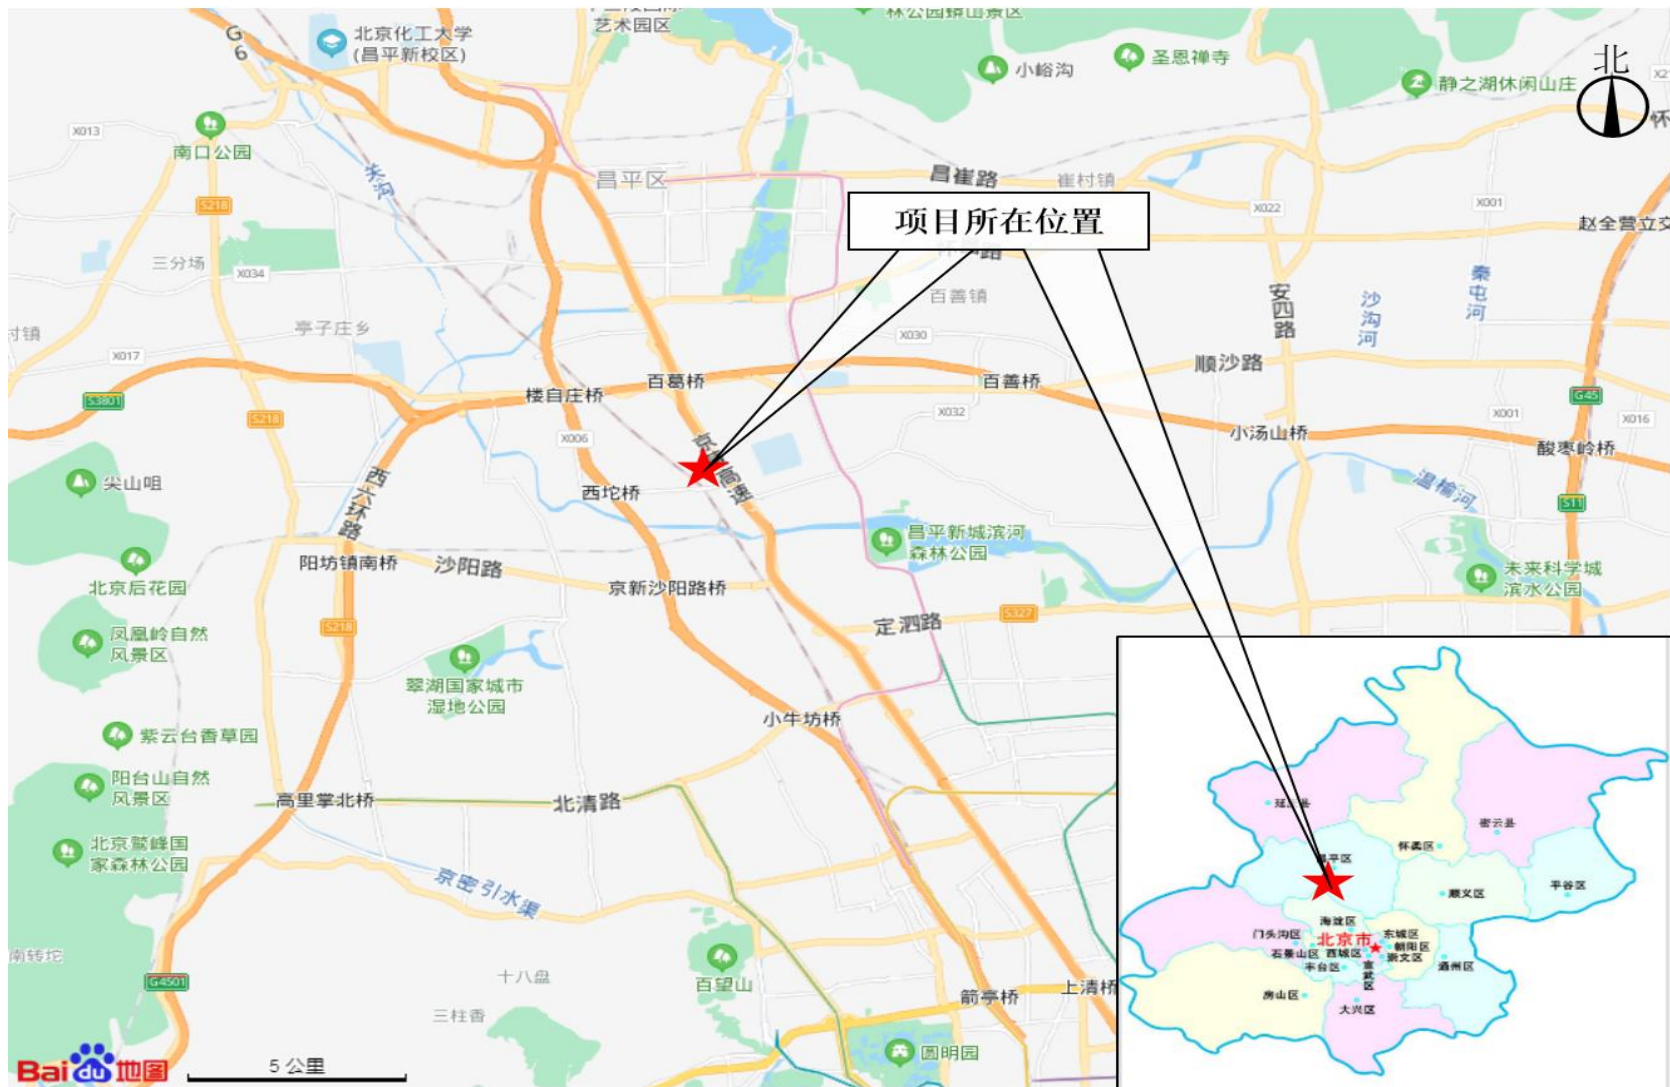 G
6
北京化工大学
(昌平新校区)
艺术园区
小峪沟
圣恩禅寺
静之湖休闲山庄
北
怀
X013
南口公园
关沟
昌平区
昌崔路
崔村镇
S218
X022
X001
赵全营立交
项目所在位置
路
三分场
X034
百善镇
安四路
沙沟河
秦屯河
村镇
亭子庄乡
X017
X030
顺沙路
S3801
楼自庄桥
百葛桥
百善桥
G45
S218
X006
X032
X001
X016
小汤山桥
酸枣岭桥
尖山咀
西六环路
西坨桥
温榆河
S11
昌平新城滨河
森林公园
北京后花园
阳坊镇南桥
沙阳路
京新沙阳路桥
未来科学城
滨水公园
凤凰岭自然
风景区
S218
定泗路
S327
翠湖国家城市
湿地公园
紫云台香草园
小牛坊桥
阳台山自然
风景区
高里掌北桥
北清路
北京鹫峰国
家森林公园
京密引水渠
南转坨
G4501
十八盘
三柱香
百望山
箭亭桥
上清桥
圆明园
Bai du 地图
5 公里
密云县
怀柔区
平谷区
顺义区
海淀区
门头沟区
北京市
东城区
朝阳区
石景山区
西城区
崇文区
丰台区
宣武区
通州区
房山区
大兴区